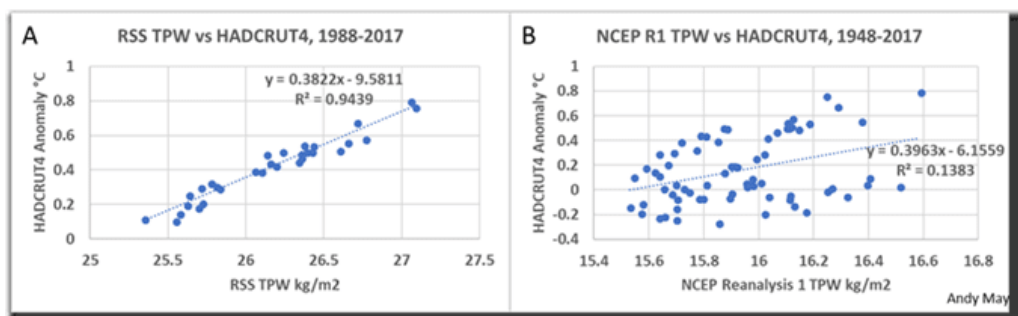 A
RSS TPW vs HADCRUT4, 1988-2017
y = 0.3822x - 9.5811
R² = 0.9439
HADCRUT4 Anomaly °C
1
0.8
0.6
0.4
0.2
0
25
25.5
26
26.5
27
27.5
RSS TPW kg/m2
B
NCEP R1 TPW vs HADCRUT4, 1948-2017
HADCRUT4 Anomaly °C
1
0.8
0.6
0.4
0.2
0
-0.2
-0.4
y = 0.3963x - 6.1559
R² = 0.1383
15.4
15.6
15.8
16
16.2
16.4
16.6
16.8
NCEP Reanalysis 1 TPW kg/m2
Andy May